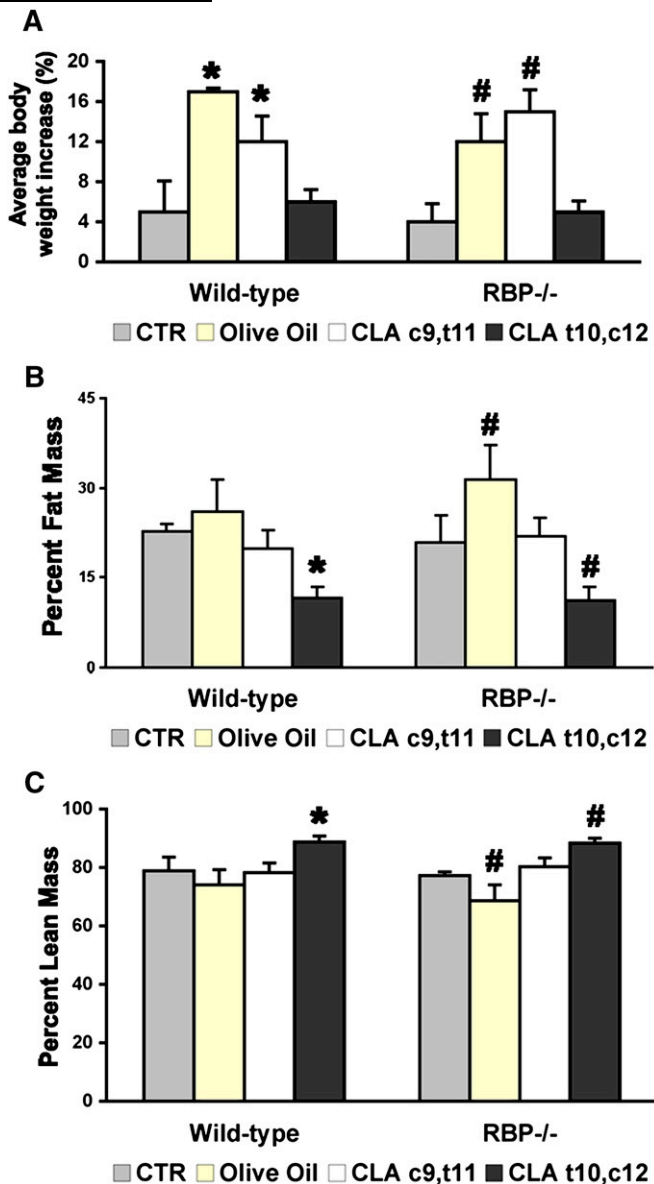 A
Average body
weight increase (%)
20
16
12
8
4
0
* * # #
Wild-type RBP-/-
CTR Olive Oil CLA c9,t11 CLA t10,c12
B
Percent Fat Mass
45
30
15
0
* # #
Wild-type RBP-/-
CTR Olive Oil CLA c9,t11 CLA t10,c12
C
Percent Lean Mass
100
80
60
40
20
0
* # #
Wild-type RBP-/-
CTR Olive Oil CLA c9,t11 CLA t10,c12